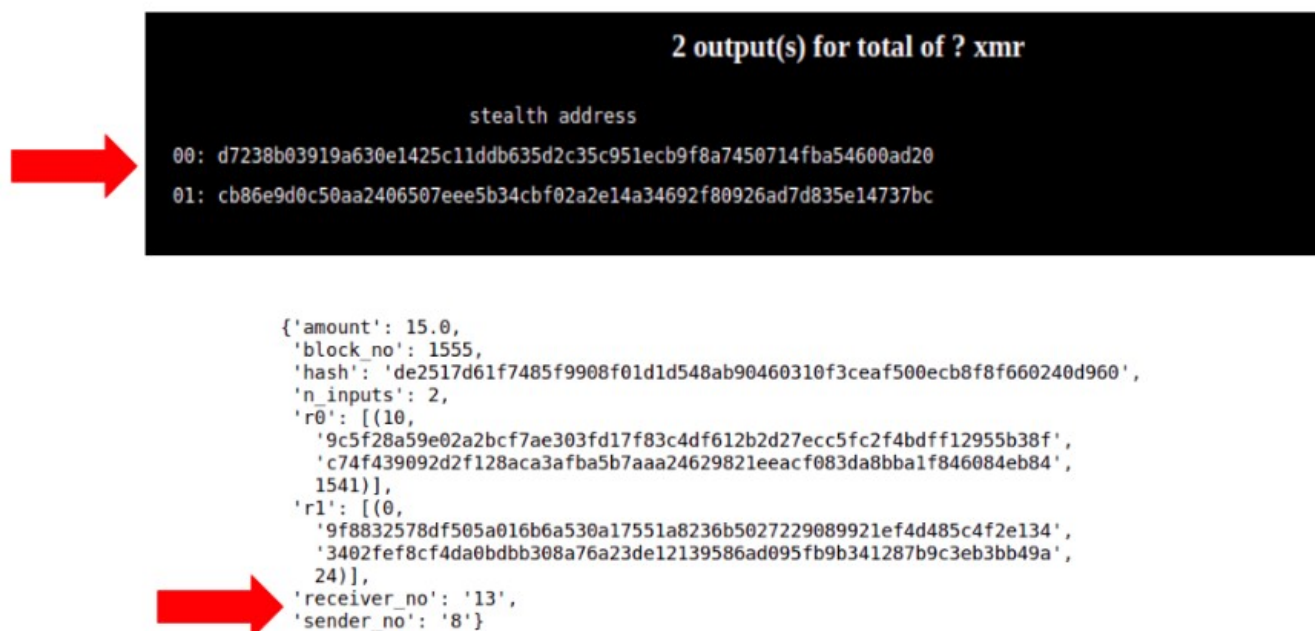 2 output(s) for total of ? xmr
stealth address
00: d7238b03919a630e1425c11ddb635d2c35c951ecb9f8a7450714fba54600ad20
01: cb86e9d0c50aa2406507eee5b34cbf02a2e14a34692f80926ad7d835e14737bc
{'amount': 15.0,
'block_no': 1555,
'hash': 'de2517d61f7485f9908f01d1d548ab90460310f3ceaf500ecb8f8f660240d960',
'n_inputs': 2,
'r0': [(10,
'9c5f28a59e02a2bcf7ae303fd17f83c4df612b2d27ecc5fc2f4bdff12955b38f',
'c74f439092d2f128aca3afba5b7aaa24629821eeacf083da8bba1f846084eb84',
1541)],
'r1': [(0,
'9f8832578df505a016b6a530a17551a8236b5027229089921ef4d485c4f2e134',
'3402fef8cf4da0bdbb308a76a23de12139586ad095fb9b341287b9c3eb3bb49a',
24)],
'receiver_no': '13',
'sender_no': '8'}